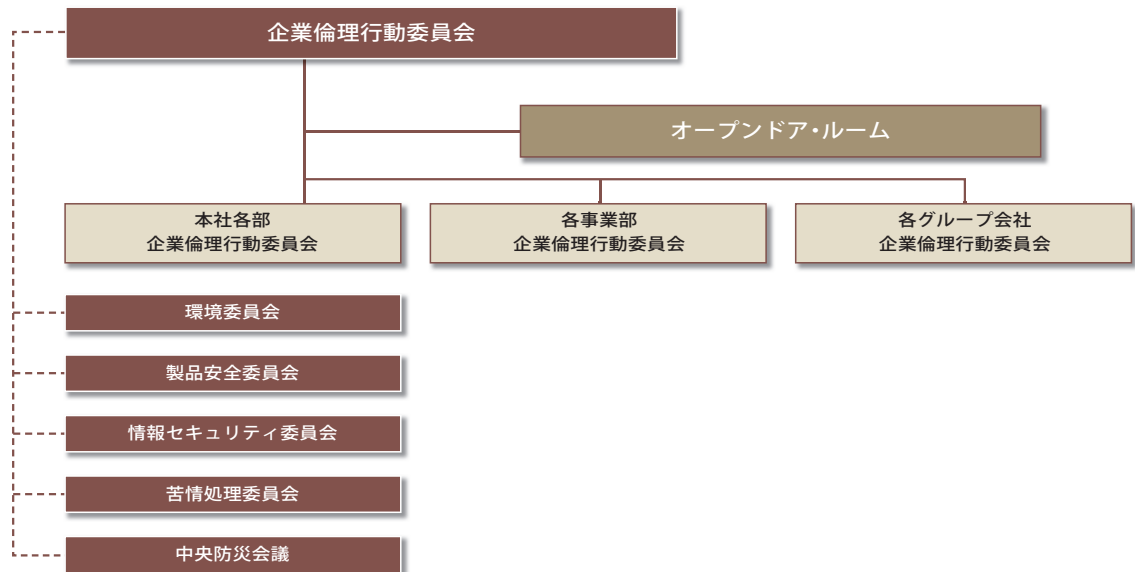 企業倫理行動委員会
オープンドア・ルーム
本社各部
企業倫理行動委員会
各事業部
企業倫理行動委員会
各グループ会社
企業倫理行動委員会
環境委員会
製品安全委員会
情報セキュリティ委員会
苦情処理委員会
中央防災会議